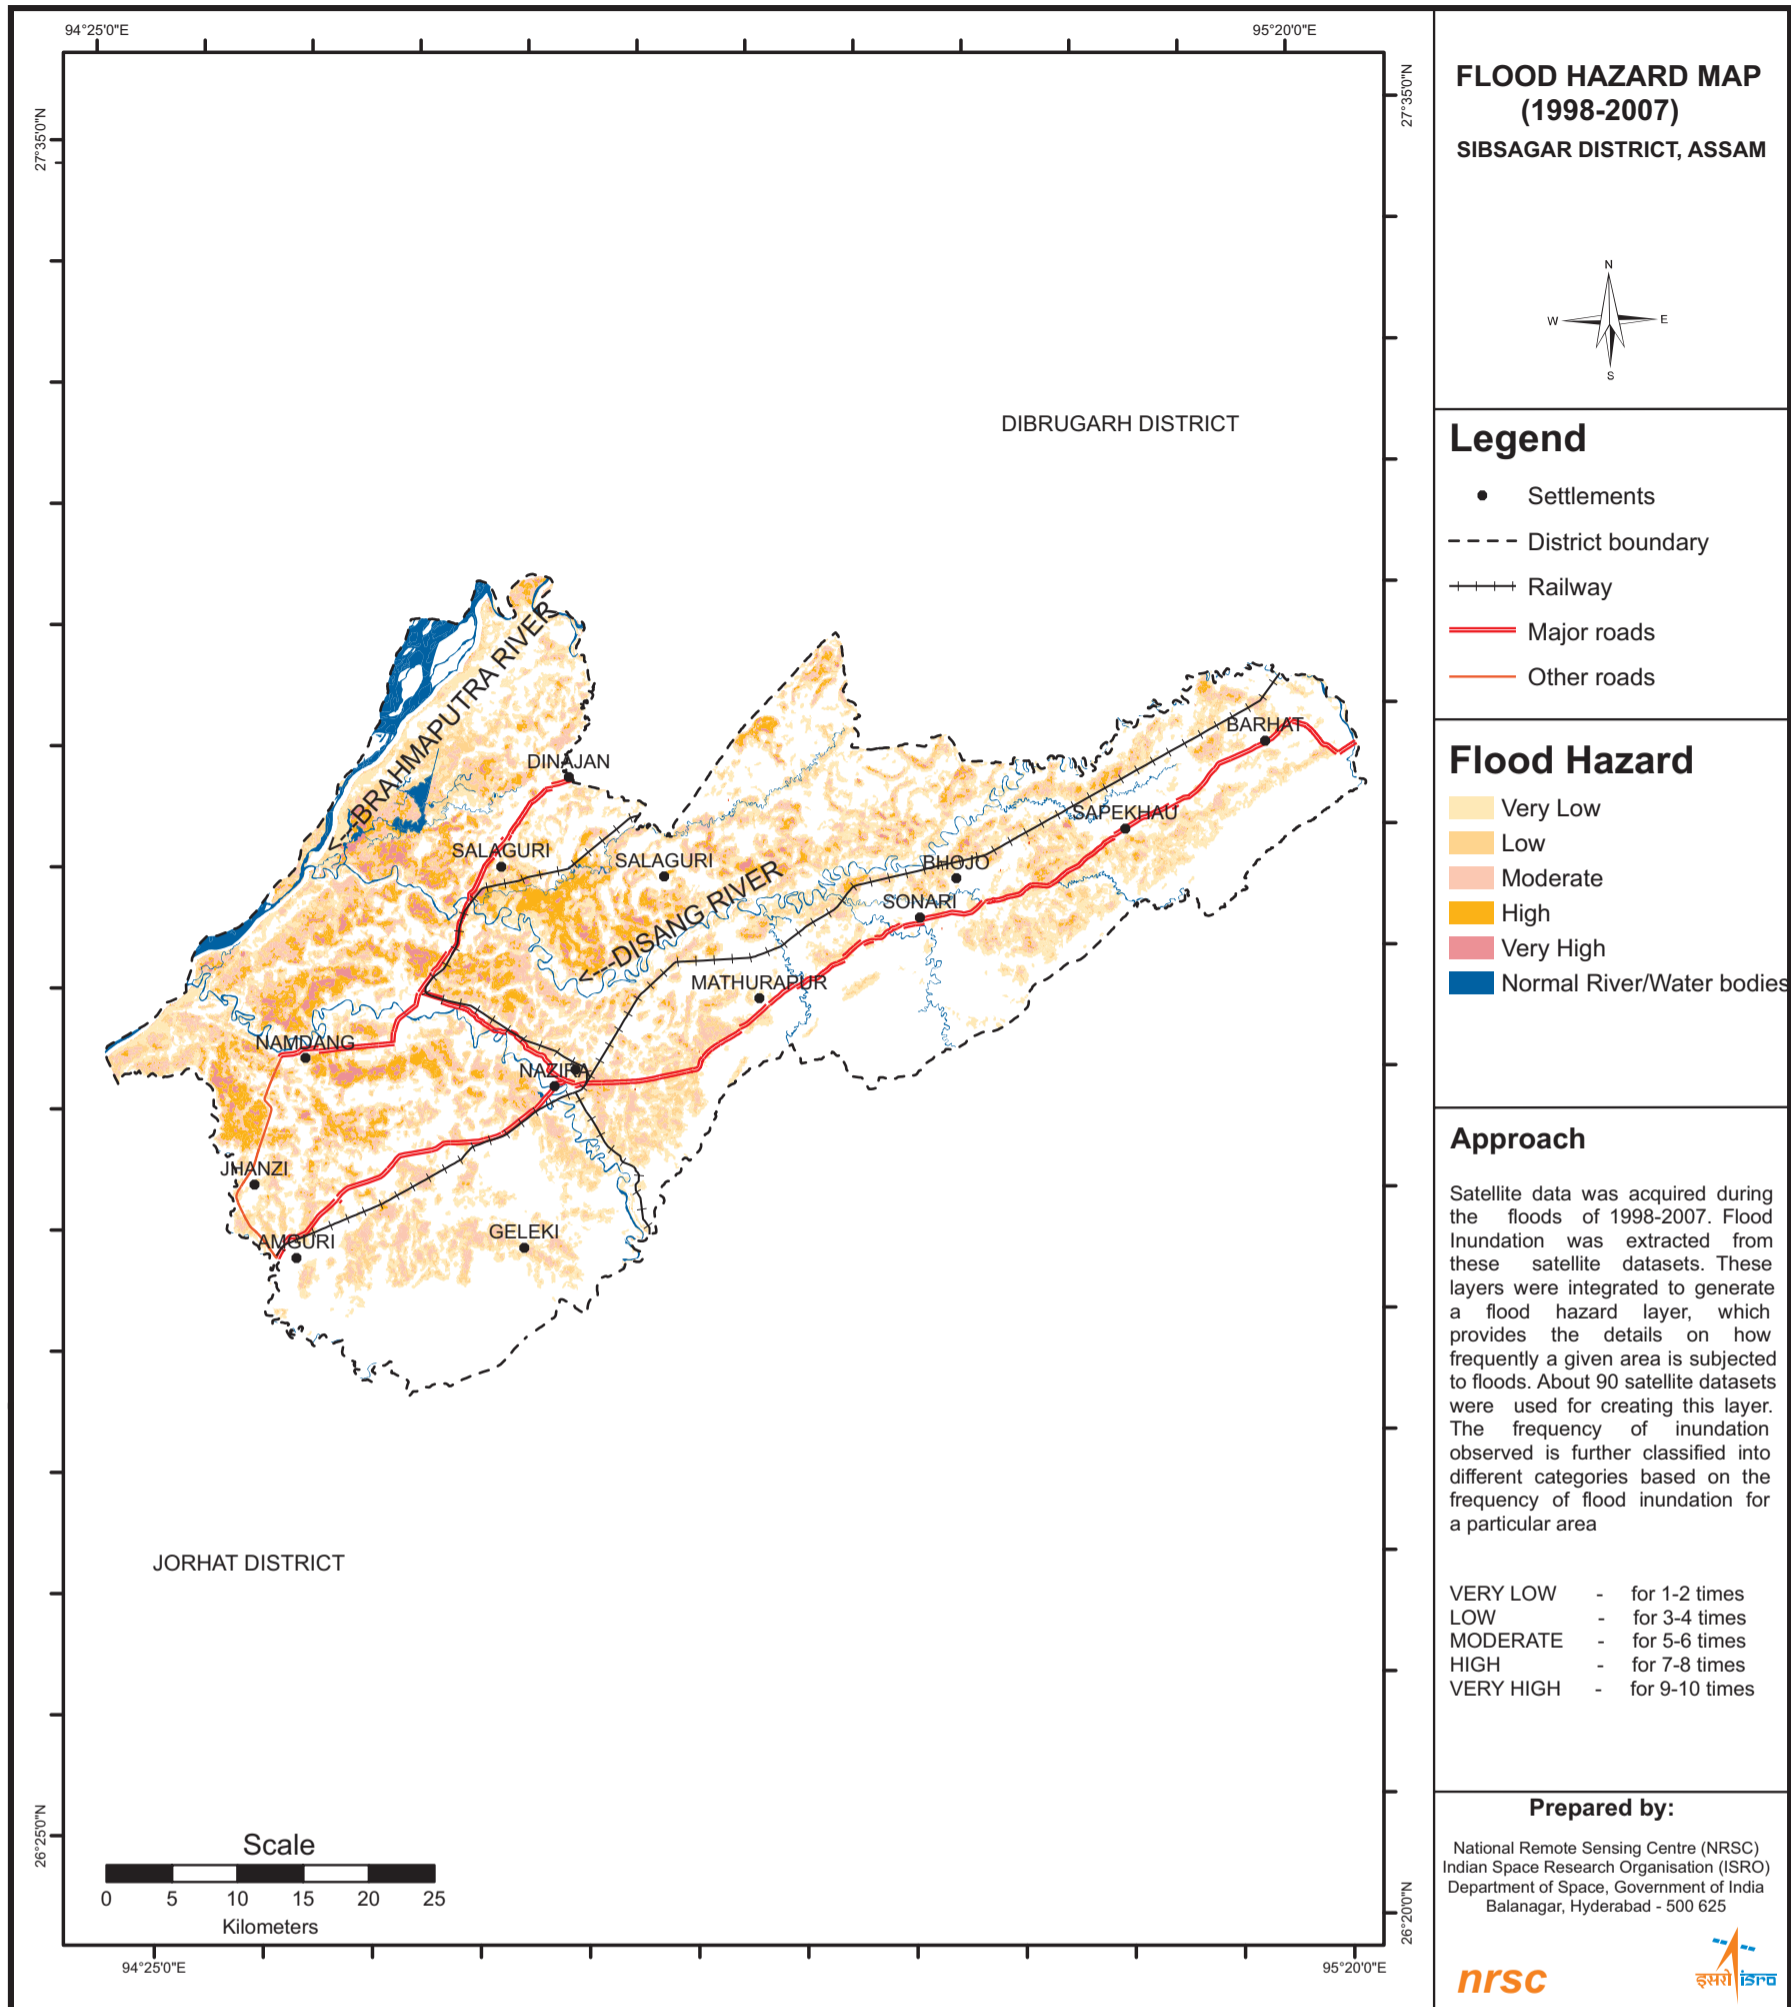 94°25'0"E
95°20'0"E
27°35'0"N
27°35'0"N
DIBRUGARH DISTRICT
<---BRAHMAPUTRA RIVER
DINAJAN
BARHAT
SAPEKHAU
SALAGURI
SALAGURI
BHOJO
SONARI
<---DISANG RIVER
MATHURAPUR
NAMDANG
NAZIRA
JHANZI
AMGURI
GELEKI
JORHAT DISTRICT
26°25'0"N
26°20'0"N
Scale
0 5 10 15 20 25
Kilometers
94°25'0"E
95°20'0"E
FLOOD HAZARD MAP
(1998-2007)
SIBSAGAR DISTRICT, ASSAM
N
W E
S
Legend
Settlements
District boundary
Railway
Major roads
Other roads
Flood Hazard
Very Low
Low
Moderate
High
Very High
Normal River/Water bodies
Approach
Satellite data was acquired during
the floods of 1998-2007. Flood
Inundation was extracted from
these satellite datasets. These
layers were integrated to generate
a flood hazard layer, which
provides the details on how
frequently a given area is subjected
to floods. About 90 satellite datasets
were used for creating this layer.
The frequency of inundation
observed is further classified into
different categories based on the
frequency of flood inundation for
a particular area
VERY LOW - for 1-2 times
LOW - for 3-4 times
MODERATE - for 5-6 times
HIGH - for 7-8 times
VERY HIGH - for 9-10 times
Prepared by:
National Remote Sensing Centre (NRSC)
Indian Space Research Organisation (ISRO)
Department of Space, Government of India
Balanagar, Hyderabad - 500 625
nrsc
इसरो isro